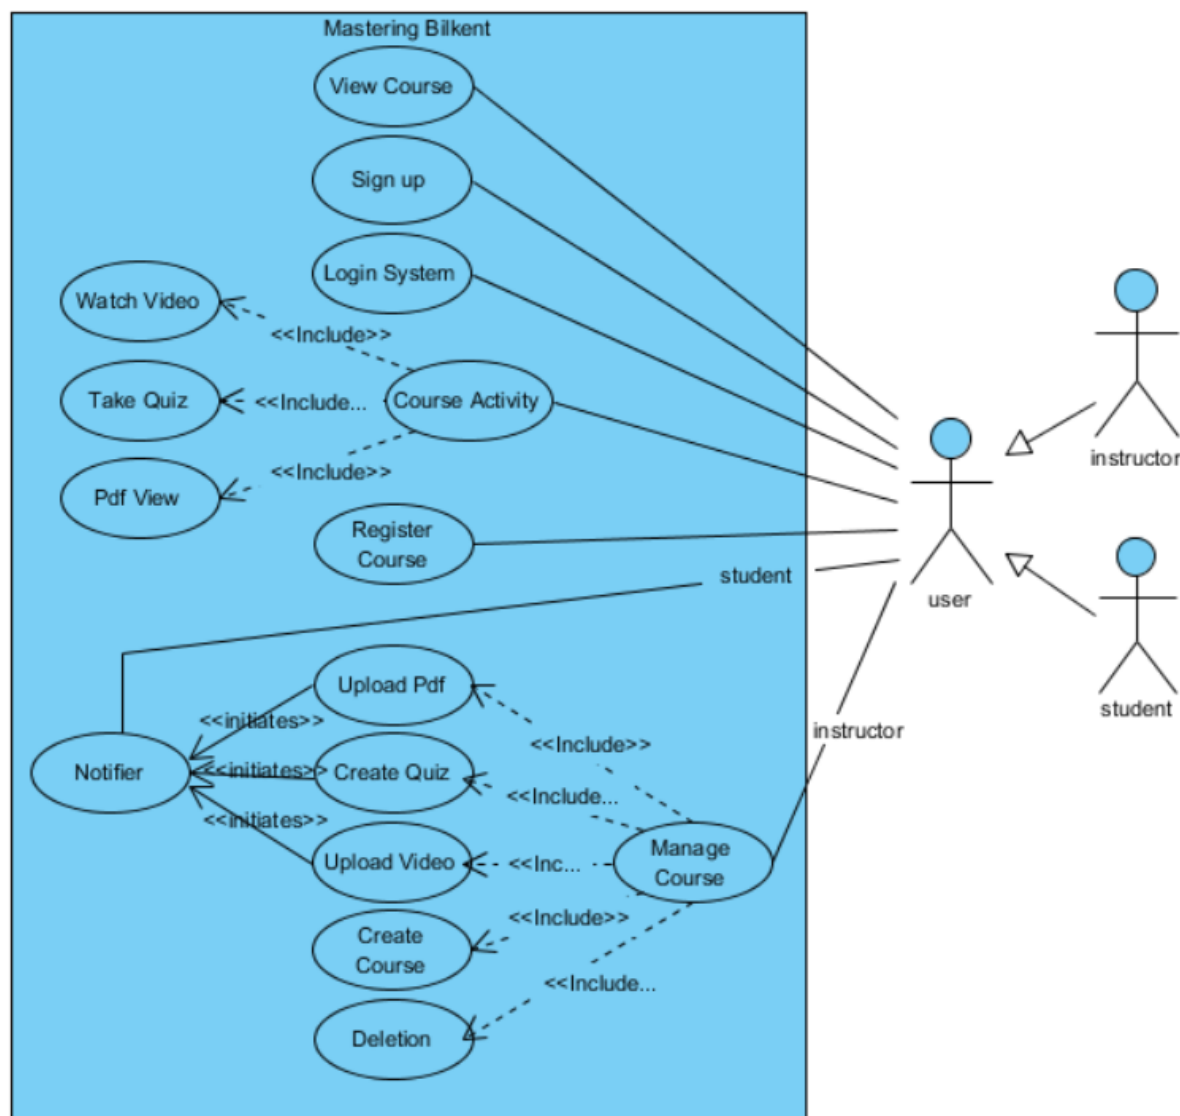 Mastering Bilkent
View Course
Sign up
Login System
Watch Video
<<Include>>
Take Quiz
<<Include...
Course Activity
Pdf View
<<Include>>
Register
Course
student
instructor
user
student
Upload Pdf
<<initiates>>
<<Include>>
instructor
Notifier
<<initiates>>
Create Quiz
<<Include...
<<initiates>>
Upload Video
<<Inc...
Manage
Course
<<Include>>
Create
Course
<<Include...
Deletion